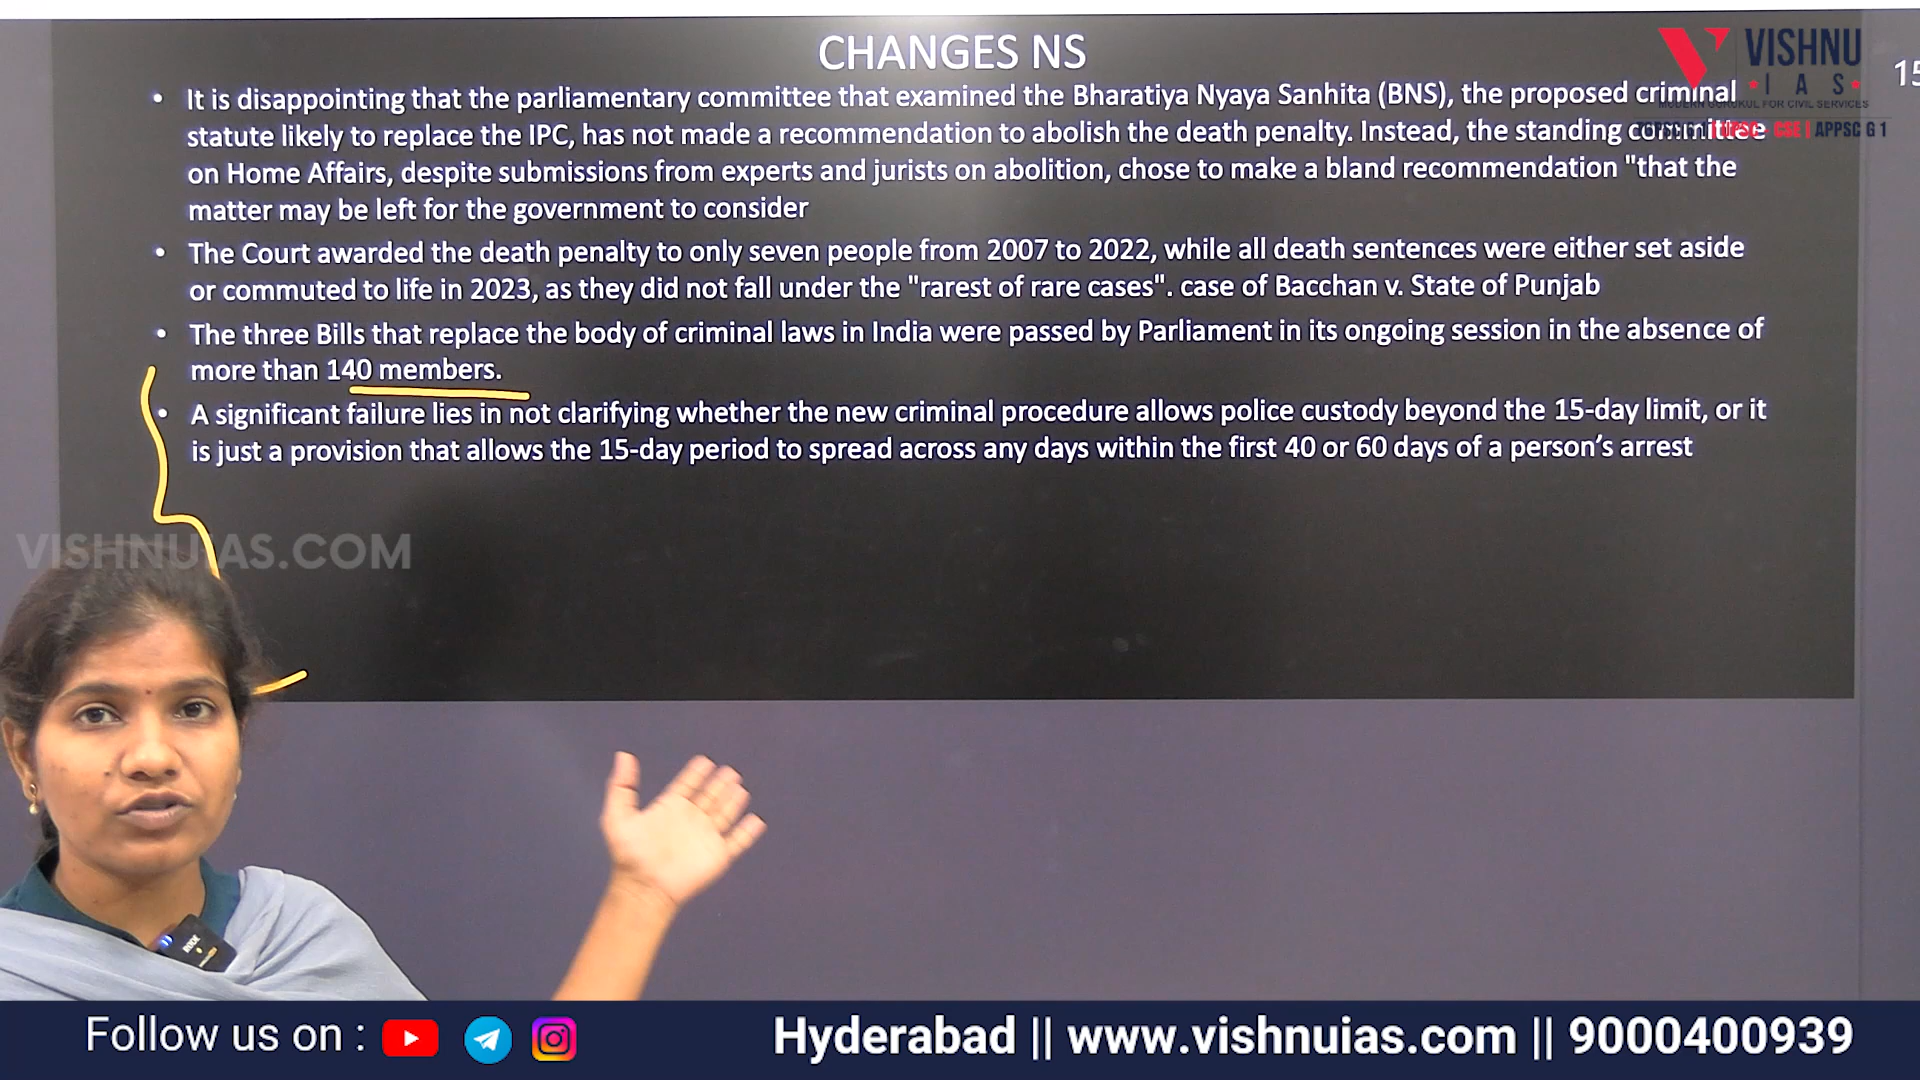 CHANGES NS
VISHNU
• I A S •
MODERN GURUKUL FOR CIVIL SERVICES
CSE | APPSC G 1
15
• It is disappointing that the parliamentary committee that examined the Bharatiya Nyaya Sanhita (BNS), the proposed criminal
statute likely to replace the IPC, has not made a recommendation to abolish the death penalty. Instead, the standing committee
on Home Affairs, despite submissions from experts and jurists on abolition, chose to make a bland recommendation "that the
matter may be left for the government to consider
• The Court awarded the death penalty to only seven people from 2007 to 2022, while all death sentences were either set aside
or commuted to life in 2023, as they did not fall under the "rarest of rare cases". case of Bacchan v. State of Punjab
• The three Bills that replace the body of criminal laws in India were passed by Parliament in its ongoing session in the absence of
more than 140 members.
• A significant failure lies in not clarifying whether the new criminal procedure allows police custody beyond the 15-day limit, or it
is just a provision that allows the 15-day period to spread across any days within the first 40 or 60 days of a person’s arrest
VISHNUIAS.COM
Follow us on :
Hyderabad || www.vishnuias.com || 9000400939